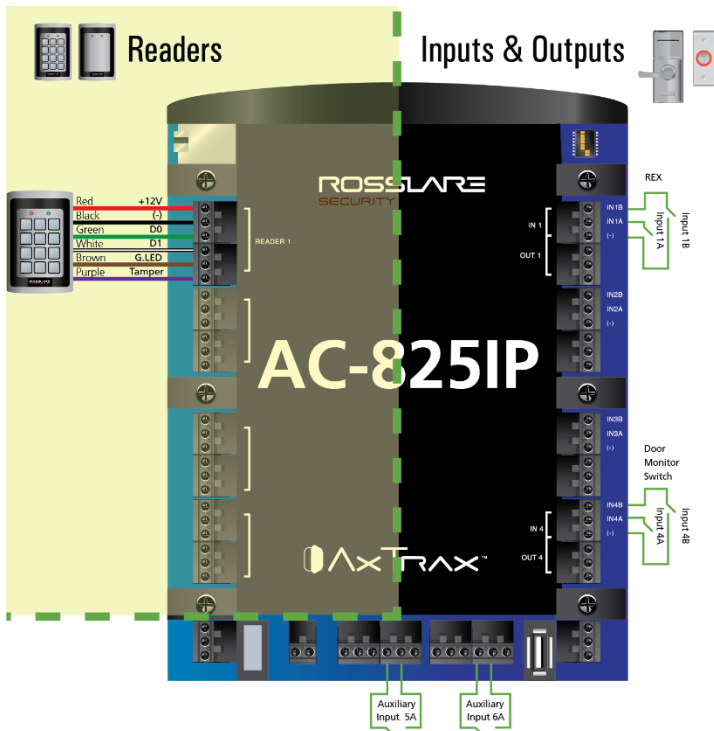 Readers
Inputs & Outputs
ROSSLARE
SECURITY
Red +12V
Black (-)
Green D0
White D1
Brown G.LED
Purple Tamper
ROSSLARE
READER 1
IN 1
OUT 1
IN1B
IN1A
(-)
REX
Input 1A
Input 1B
IN2B
IN2A
(-)
AC-825IP
IN3B
IN3A
(-)
Door
Monitor
Switch
IN 4
OUT 4
IN4B
IN4A
(-)
Input 4A
Input 4B
AxTRAX™
Auxiliary
Input 5A
Auxiliary
Input 6A